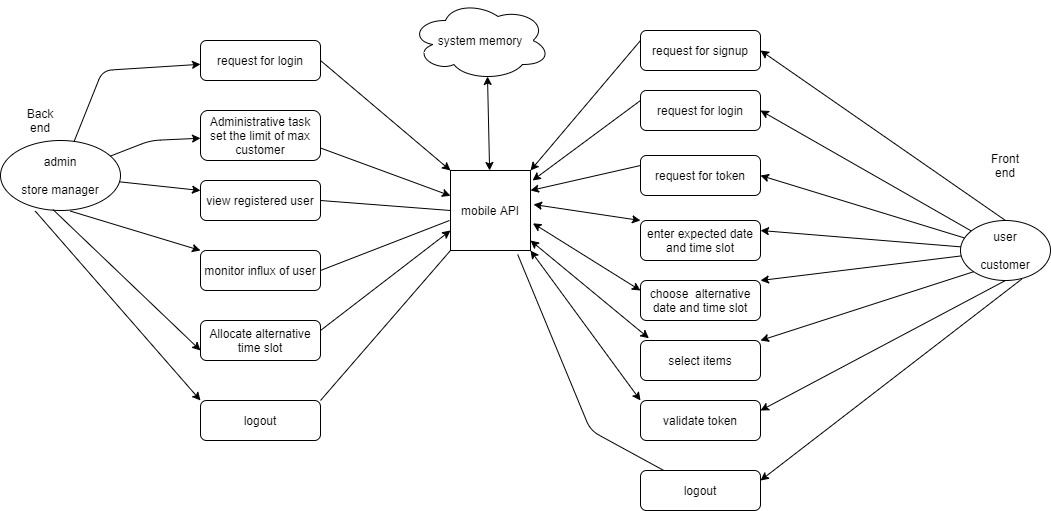 system memory
Back
end
admin
store manager
request for login
Administrative task
set the limit of max
customer
view registered user
monitor influx of user
Allocate alternative
time slot
logout
mobile API
request for signup
request for login
request for token
enter expected date
and time slot
choose alternative
date and time slot
select items
validate token
logout
Front
end
user
customer